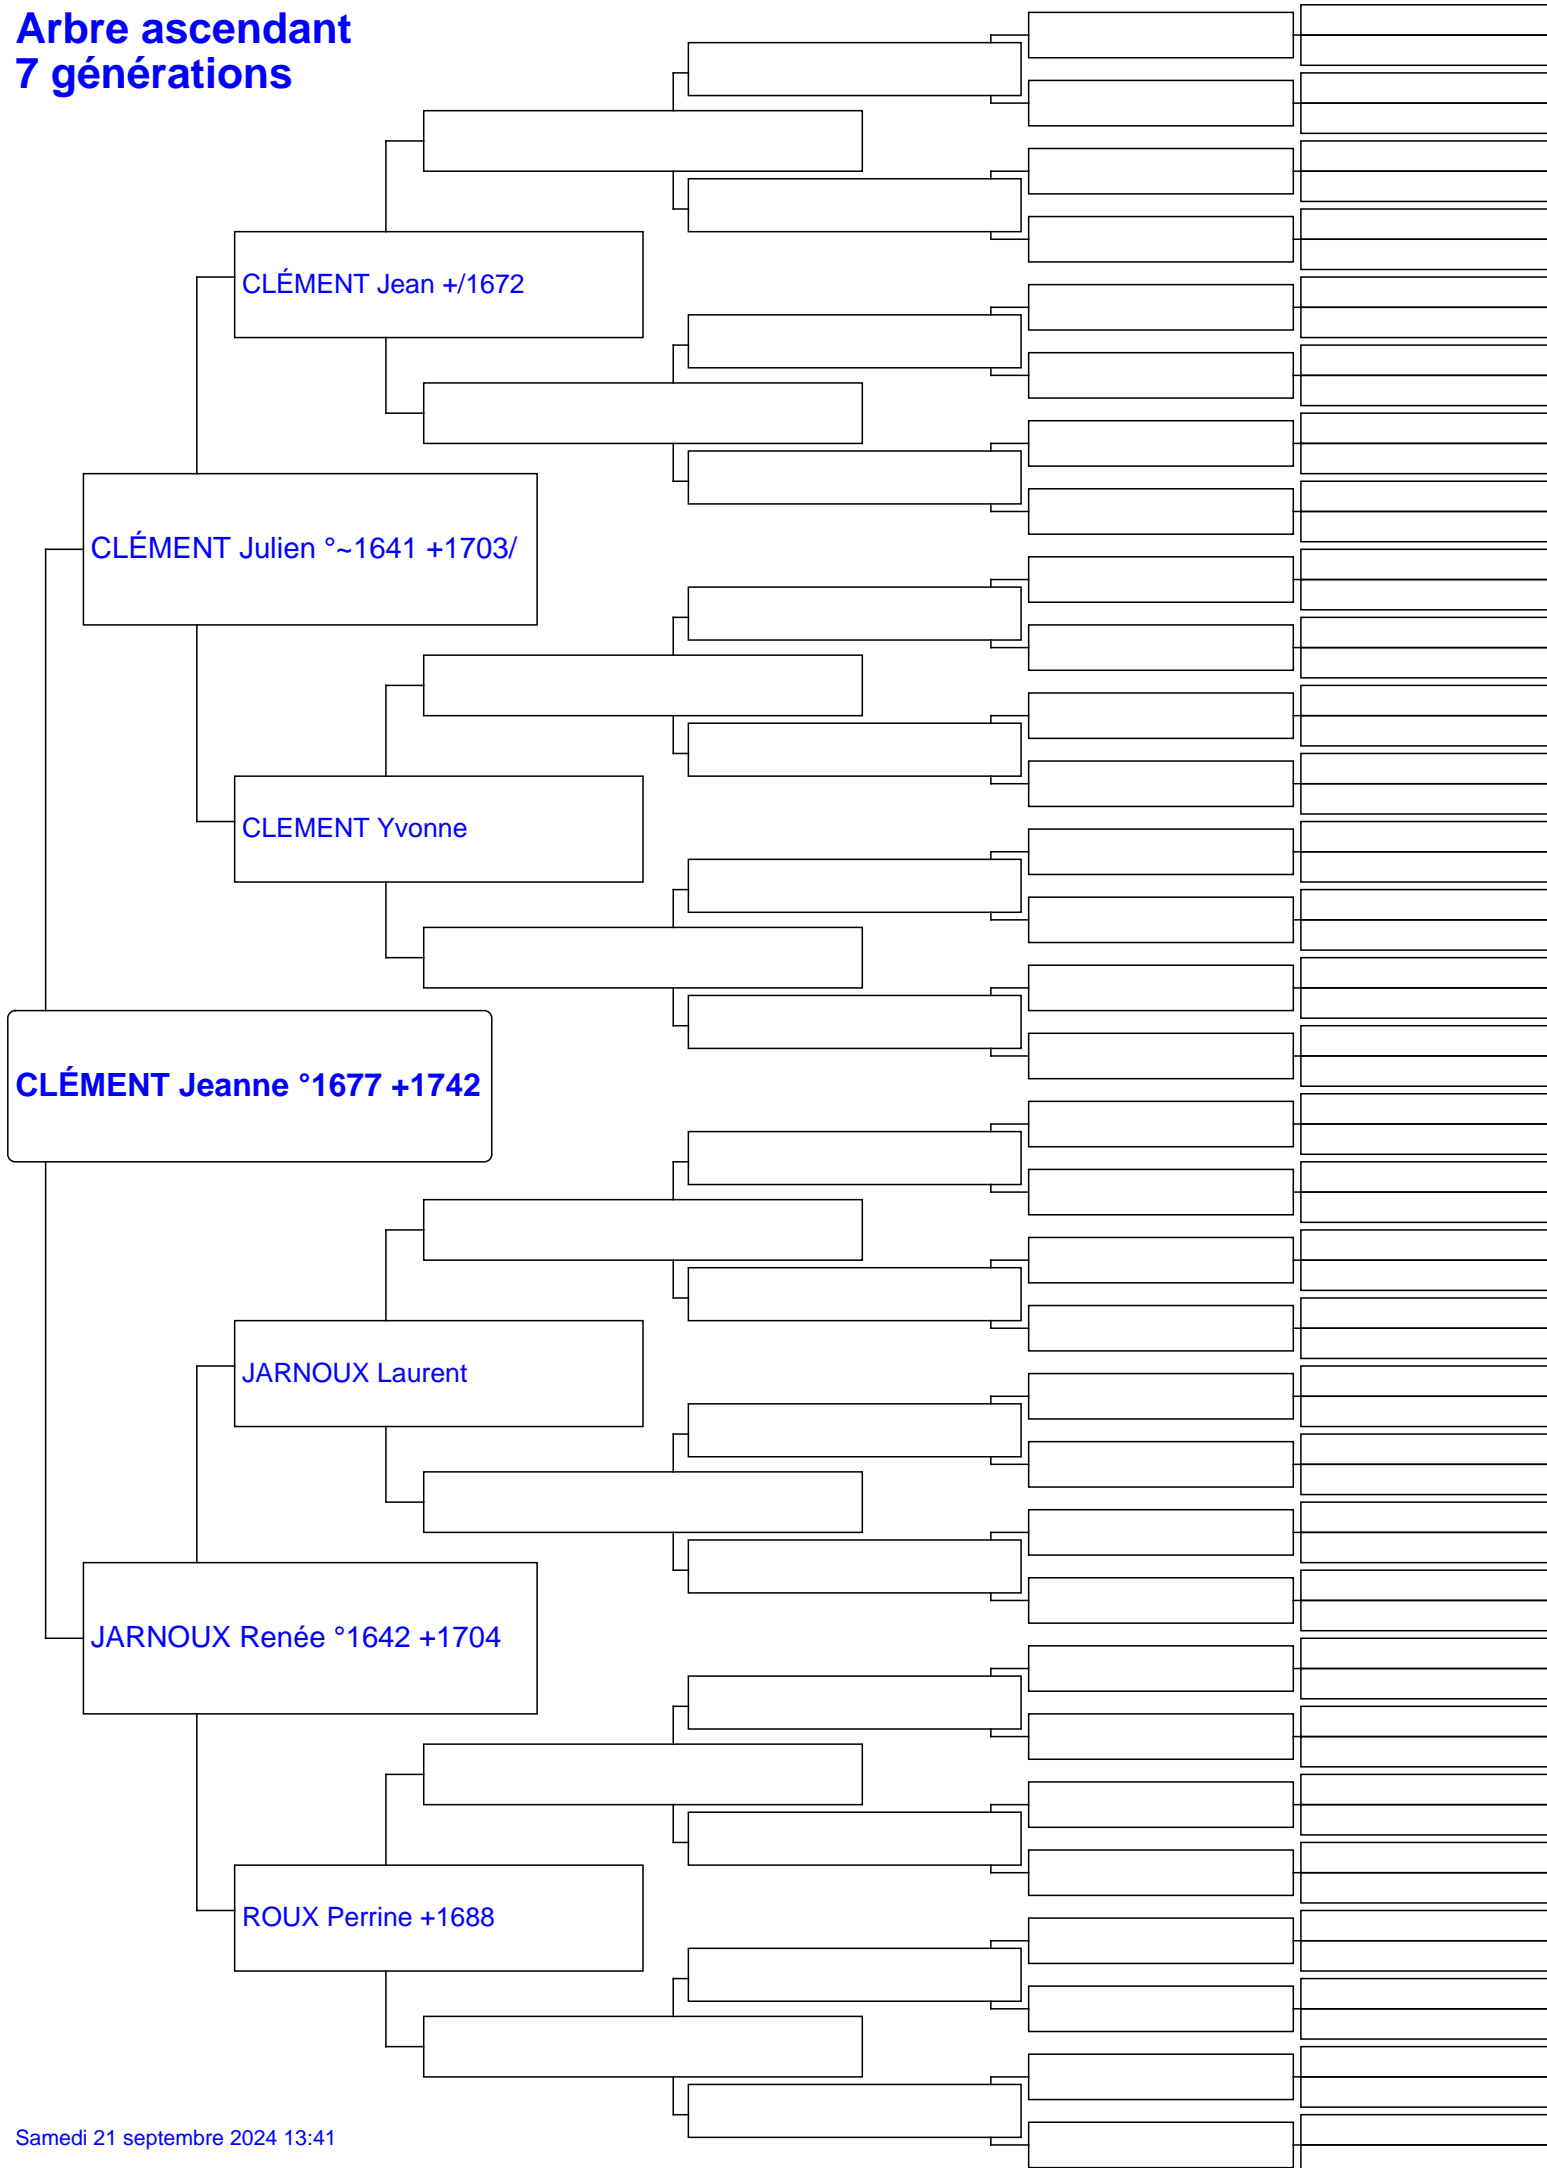 Arbre ascendant
7 générations
CLÉMENT Jean +/1672
CLÉMENT Julien °~1641 +1703/
CLEMENT Yvonne
CLÉMENT Jeanne °1677 +1742
JARNOUX Laurent
JARNOUX Renée °1642 +1704
ROUX Perrine +1688
Samedi 21 septembre 2024 13:41